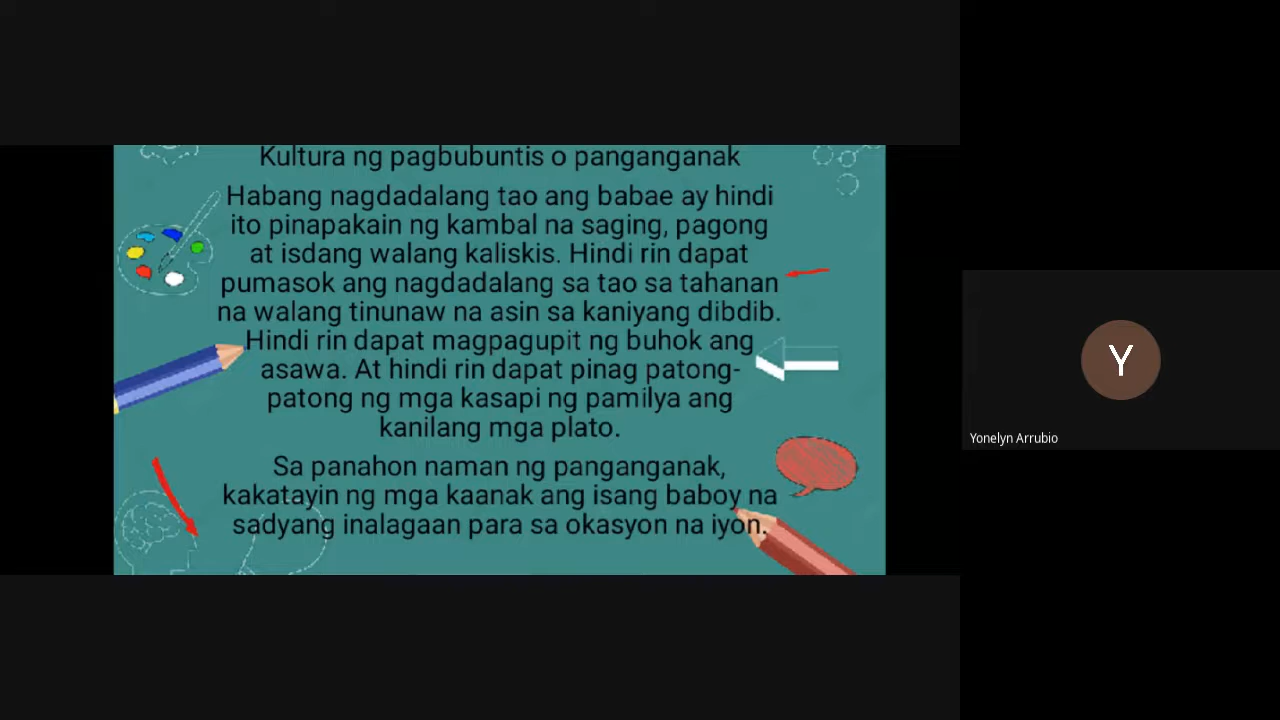 Kultura ng pagbubuntis o panganganak
Habang nagdadalang tao ang babae ay hindi
ito pinapakain ng kambal na saging, pagong
at isdang walang kaliskis. Hindi rin dapat
pumasok ang nagdadalang sa tao sa tahanan
na walang tinunaw na asin sa kaniyang dibdib.
Hindi rin dapat magpagupit ng buhok ang
asawa. At hindi rin dapat pinag patong-
patong ng mga kasapi ng pamilya ang
kanilang mga plato.
Sa panahon naman ng panganganak,
kakatayin ng mga kaanak ang isang baboy na
sadyang inalagaan para sa okasyon na iyon.
Y
Yonelyn Arrubio